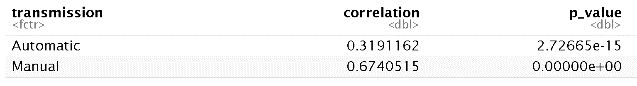 transmission correlation p_value
<fctr> <dbl> <dbl>
Automatic 0.3191162 2.72665e-15
Manual 0.6740515 0.00000e+00